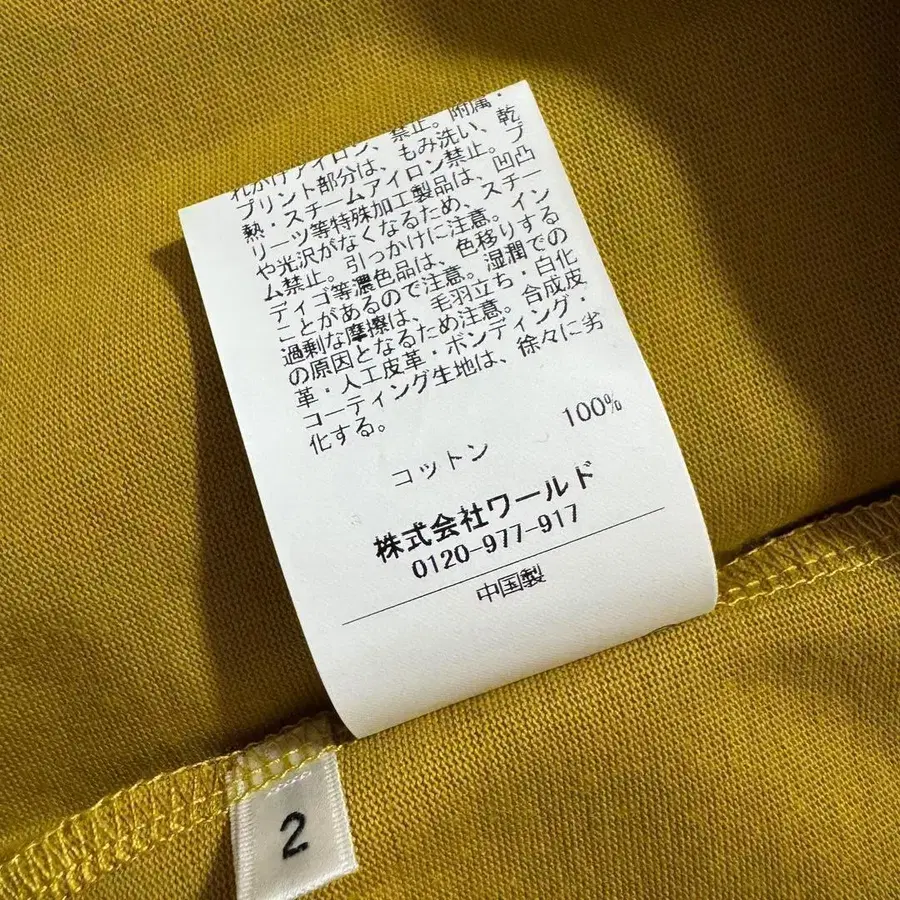 れかけアイロン、禁止。附属・
プリント部分は、もみ洗い、乾
熱・スチームアイロン禁止。プ
リーツ等特殊加工製品は、凹凸
や光沢がなくなるため、スチー
ム禁止。引っかけに注意。イン
ディゴ等濃色品は、色移りする
ことがあるので注意。湿潤での
過剰な摩擦は、毛羽立ち・白化
の原因となるため注意。合成皮
革・人工皮革・ボンディング・
コーティング生地は、徐々に劣
化する。
コットン 100%
株式会社ワールド
0120-977-917
中国製
2